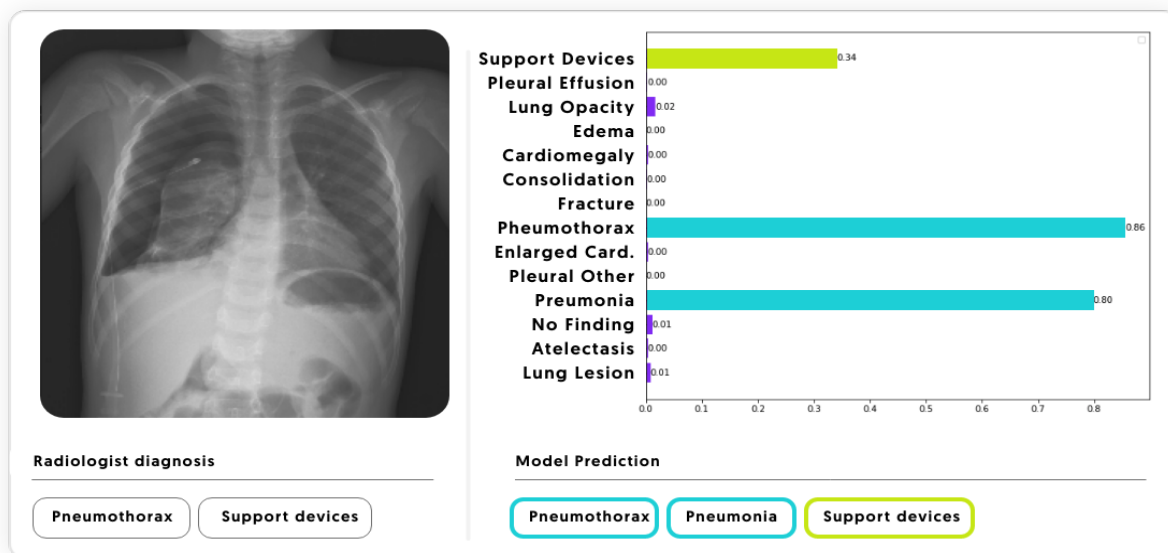 Support Devices 0.34
Pleural Effusion 0.00
Lung Opacity 0.02
Edema 0.00
Cardiomegaly 0.00
Consolidation 0.00
Fracture 0.00
Pheumothorax 0.86
Enlarged Card. 0.00
Pleural Other 0.00
Preumonia 0.80
No Finding 0.01
Atelectasis 0.00
Lung Lesion 0.01
0.0 0.1 0.2 0.3 0.4 0.5 0.6 0.7 0.8
Radiologist diagnosis
Pneumothorax Support devices
Model Prediction
Pneumothorax Pneumonia Support devices